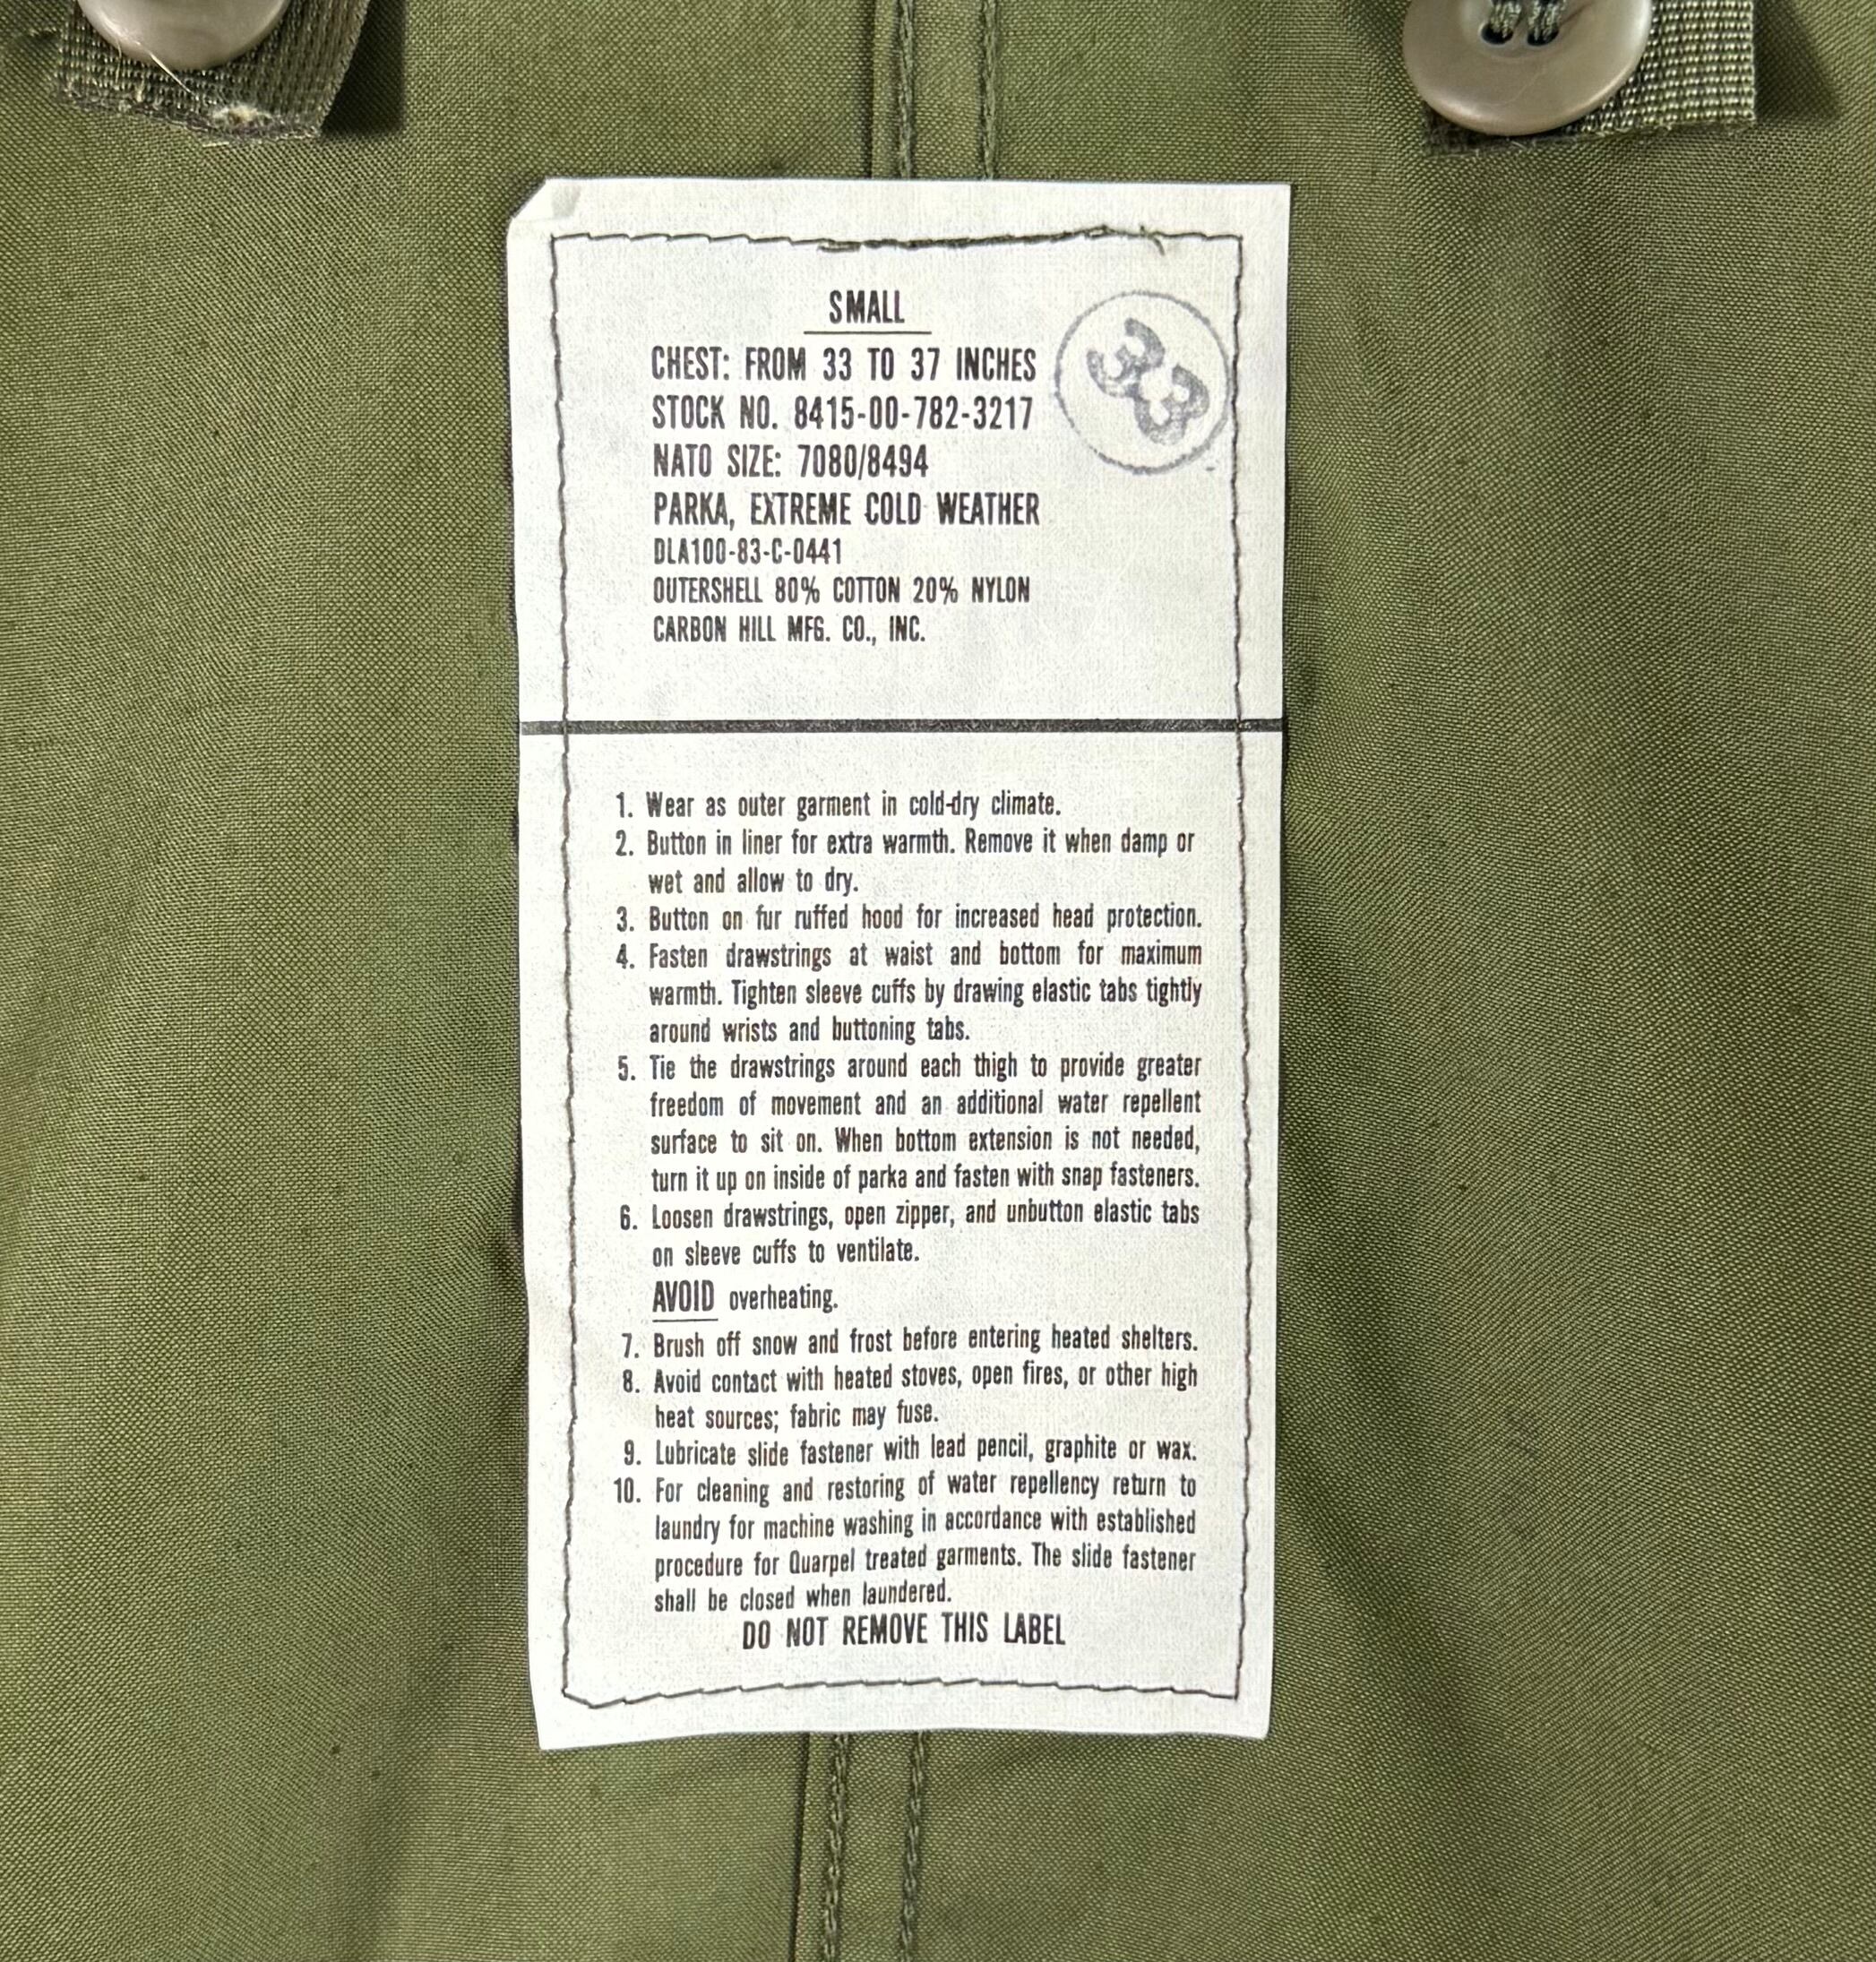 SMALL
33
CHEST: FROM 33 TO 37 INCHES
STOCK NO. 8415-00-782-3217
NATO SIZE: 7080/8494
PARKA, EXTREME COLD WEATHER
DLA100-83-C-0441
OUTERSHELL 80% COTTON 20% NYLON
CARBON HILL MFG. CO., INC.
1. Wear as outer garment in cold-dry climate.
2. Button in liner for extra warmth. Remove it when damp or
wet and allow to dry.
3. Button on fur ruffed hood for increased head protection.
4. Fasten drawstrings at waist and bottom for maximum
warmth. Tighten sleeve cuffs by drawing elastic tabs tightly
around wrists and buttoning tabs.
5. Tie the drawstrings around each thigh to provide greater
freedom of movement and an additional water repellent
surface to sit on. When bottom extension is not needed,
turn it up on inside of parka and fasten with snap fasteners.
6. Loosen drawstrings, open zipper, and unbutton elastic tabs
on sleeve cuffs to ventilate.
AVOID overheating.
7. Brush off snow and frost before entering heated shelters.
8. Avoid contact with heated stoves, open fires, or other high
heat sources; fabric may fuse.
9. Lubricate slide fastener with lead pencil, graphite or wax.
10. For cleaning and restoring of water repellency return to
laundry for machine washing in accordance with established
procedure for Quarpel treated garments. The slide fastener
shall be closed when laundered.
DO NOT REMOVE THIS LABEL